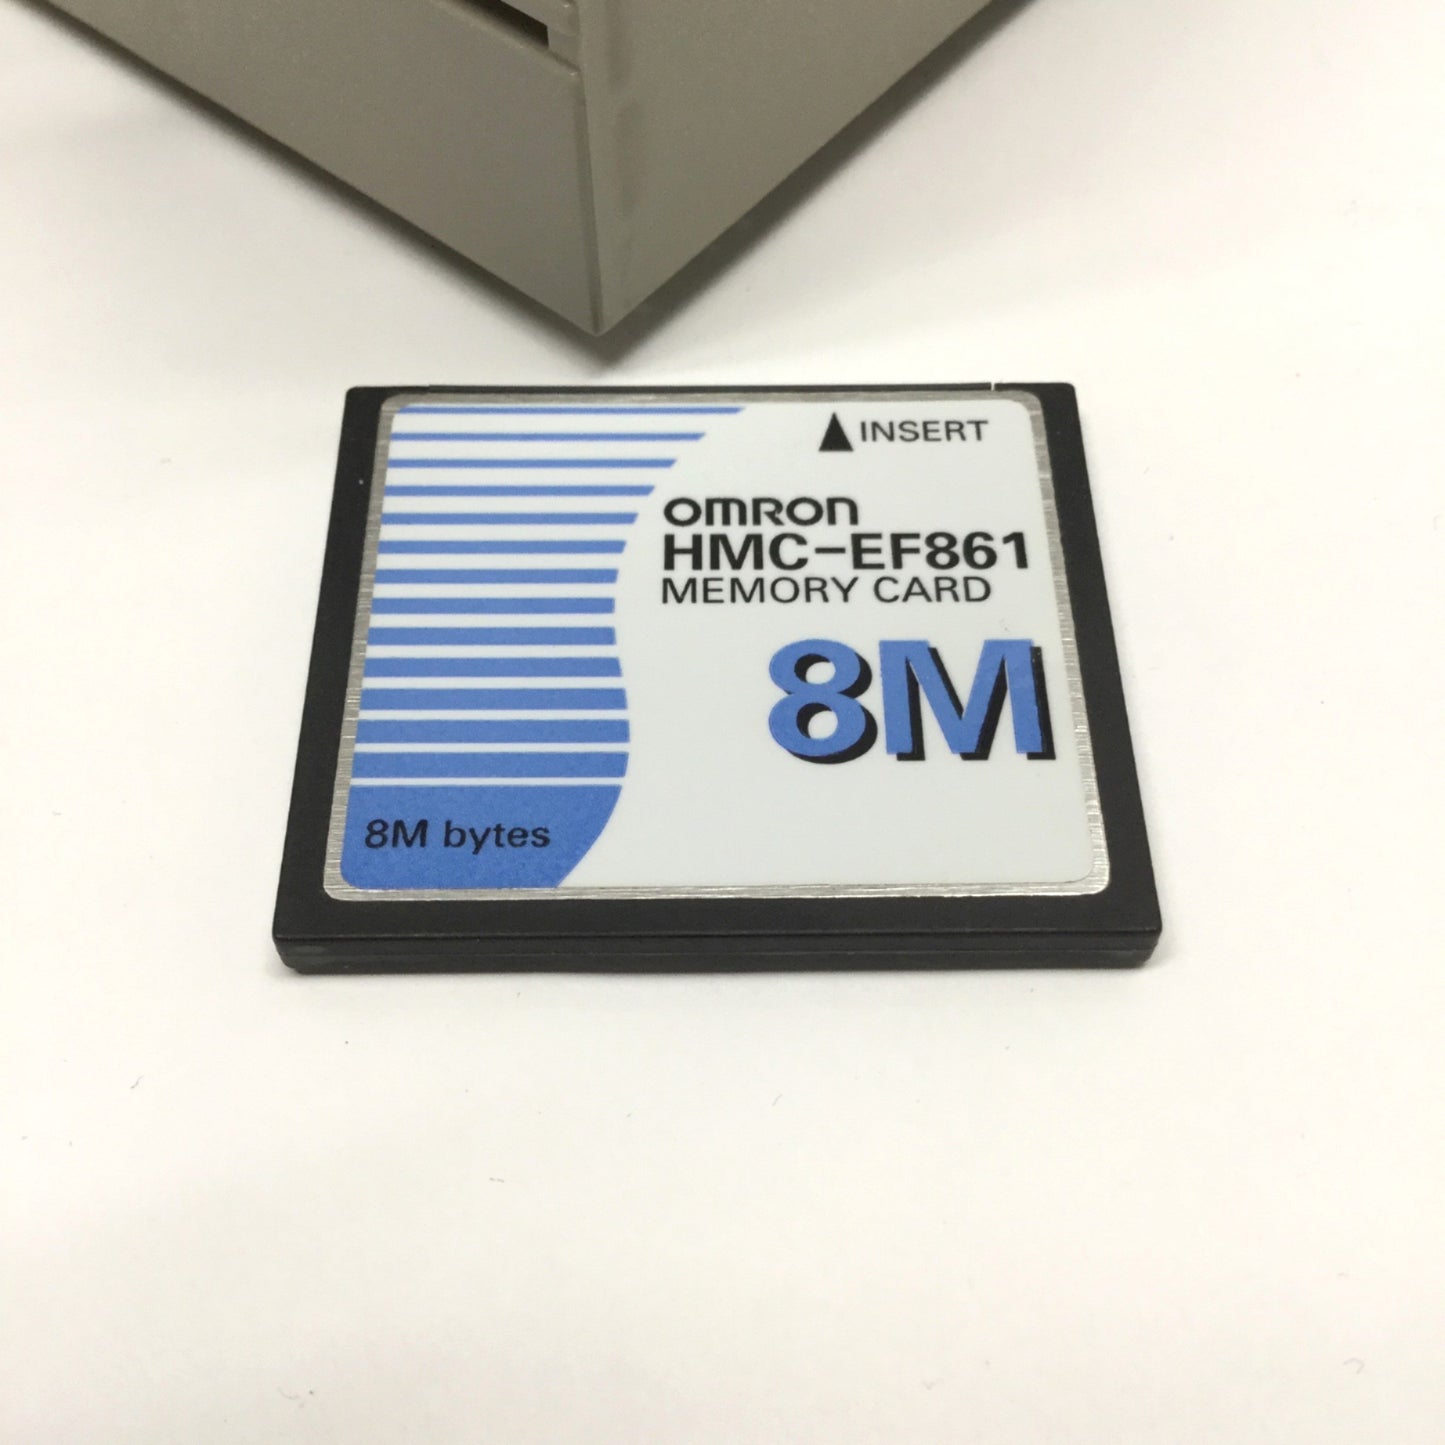 ▲INSERT
OMRON
HMC-EF861
MEMORY CARD
8M
8M bytes